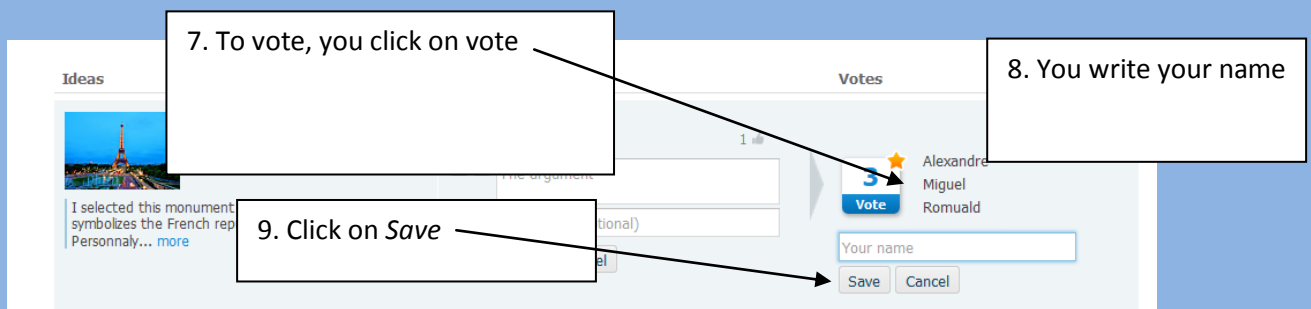 7. To vote, you click on vote
8. You write your name
Ideas
Votes
1
The argument
3
Vote
Alexandre
Miguel
Romuald
I selected this monument
symbolizes the French rep
Personnaly... more
9. Click on Save
tional)
el
Your name
Save
Cancel